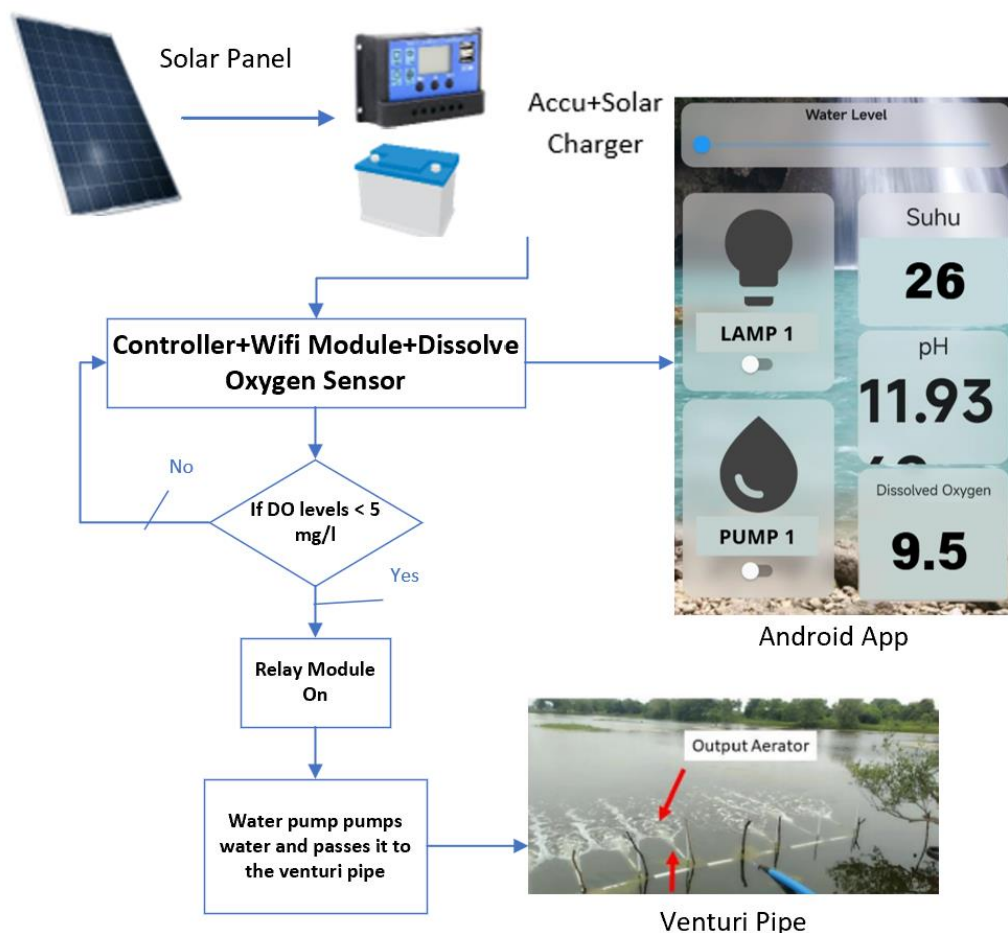 Solar Panel
Accu+Solar
Charger
Water Level
Suhu
26
LAMP 1
pH
11.93
PUMP 1
Dissolved Oxygen
9.5
Android App
Controller+Wifi Module+Dissolve
Oxygen Sensor
No
If DO levels < 5
mg/l
Yes
Relay Module
On
Water pump pumps
water and passes it to
the venturi pipe
Output Aerator
Venturi Pipe